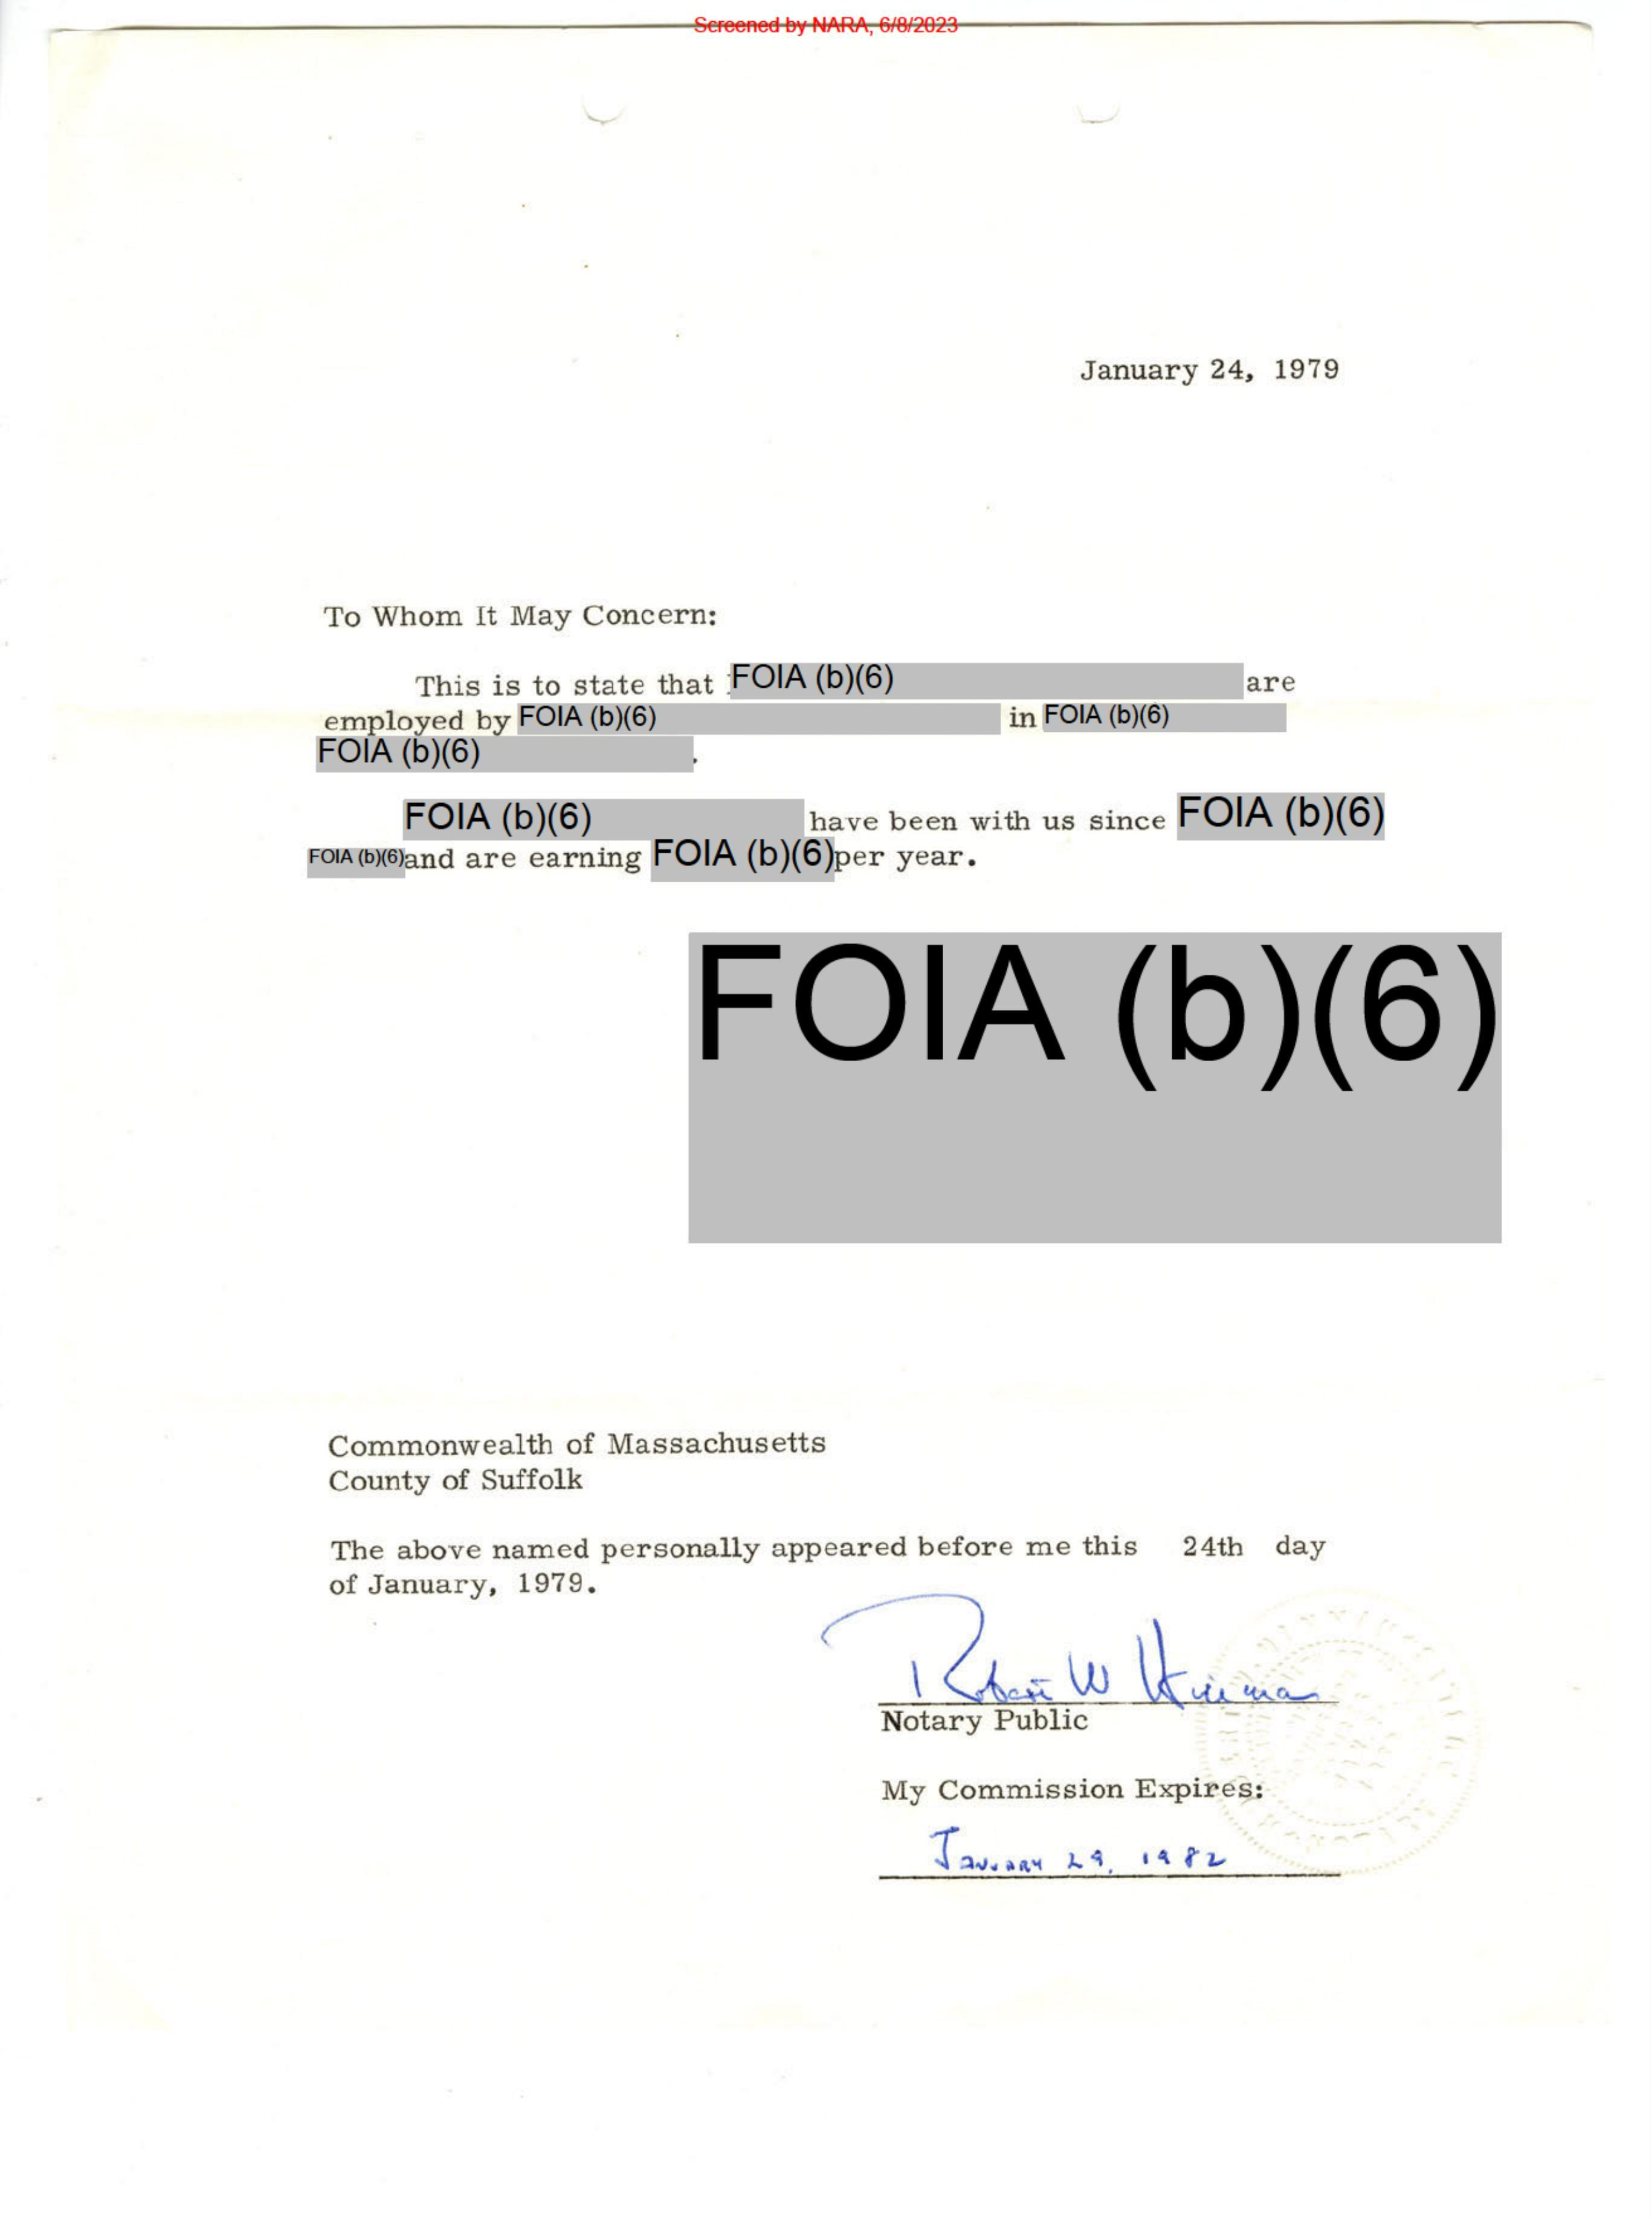 Screened by NARA, 6/8/2023
January 24, 1979
To Whom It May Concern:
This is to state that FOIA (b)(6) are
employed by FOIA (b)(6) in FOIA (b)(6)
FOIA (b)(6) .
FOIA (b)(6) have been with us since FOIA (b)(6)
FOIA (b)(6) and are earning FOIA (b)(6) per year.
FOIA (b)(6)
Commonwealth of Massachusetts
County of Suffolk
The above named personally appeared before me this 24th day
of January, 1979.
Robert W
Notary Public
My Commission Expires:
January 29, 1982